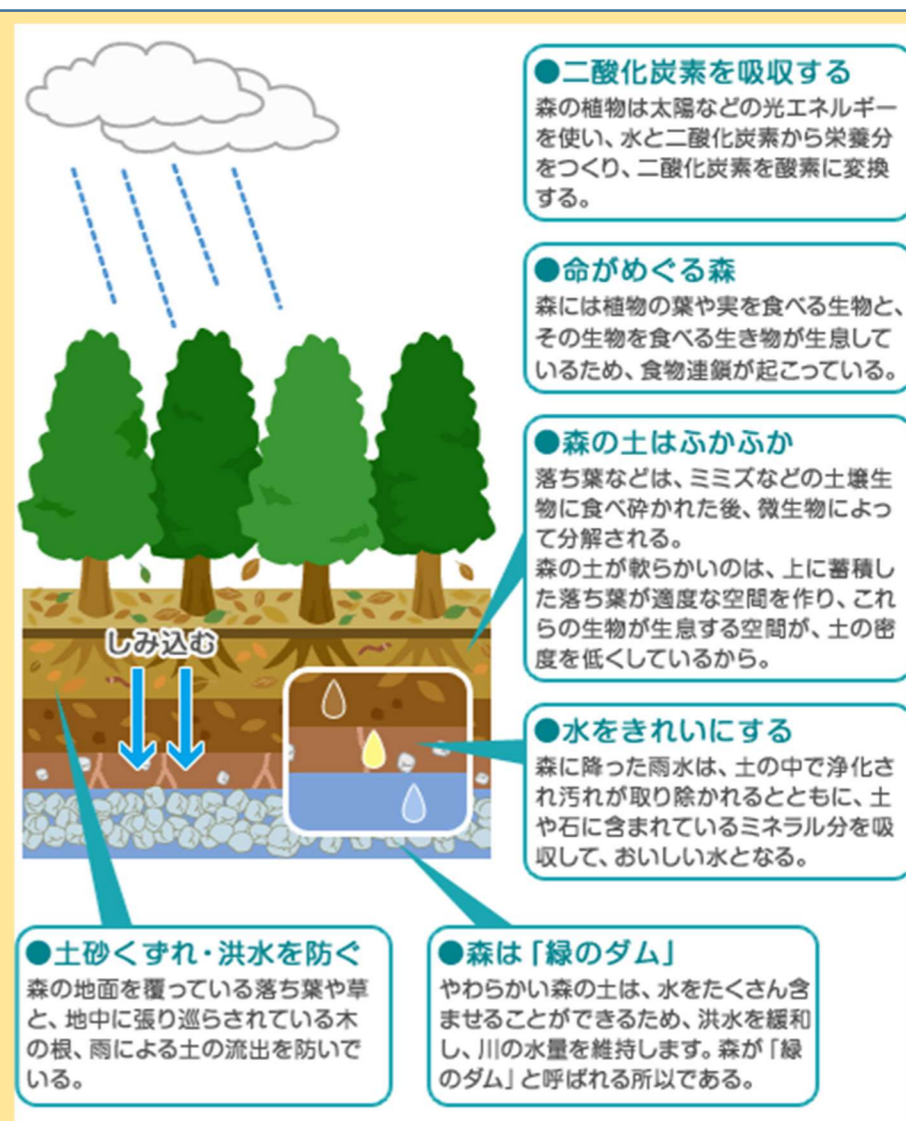 ●二酸化炭素を吸収する
森の植物は太陽などの光エネルギー
を使い、水と二酸化炭素から栄養分
をつくり、二酸化炭素を酸素に変換
する。
●命がめぐる森
森には植物の葉や実を食べる生物と、
その生物を食べる生き物が生息して
いるため、食物連鎖が起こっている。
●森の土はふかふか
落ち葉などは、ミミズなどの土壌生
物に食べ砕かれた後、微生物によっ
て分解される。
森の土が軟らかいのは、上に蓄積し
た落ち葉が適度な空間を作り、これ
らの生物が生息する空間が、土の密
度を低くしているから。
しみ込む
●水をきれいにする
森に降った雨水は、土の中で浄化さ
れ汚れが取り除かれるとともに、土
や石に含まれているミネラル分を吸
収して、おいしい水となる。
●土砂くずれ・洪水を防ぐ
森の地面を覆っている落ち葉や草
と、地中に張り巡らされている木
の根、雨による土の流出を防いで
いる。
●森は「緑のダム」
やわらかい森の土は、水をたくさん含
ませることができるため、洪水を緩和
し、川の水量を維持します。森が「緑
のダム」と呼ばれる所以である。